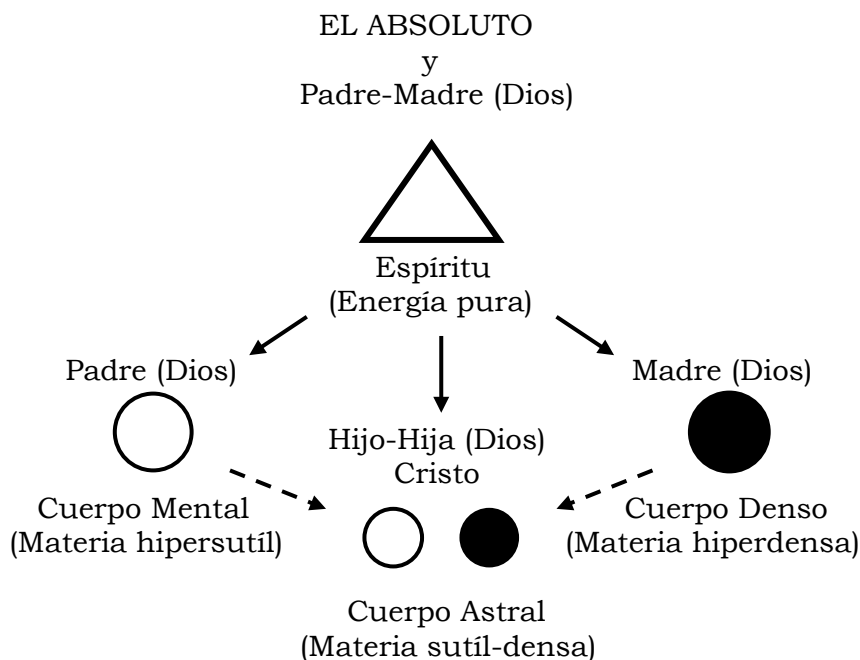 EL ABSOLUTO
y
Padre-Madre (Dios)
Espíritu
(Energía pura)
Padre (Dios)
Madre (Dios)
Hijo-Hija (Dios)
Cristo
Cuerpo Mental
(Materia hipersutíl)
Cuerpo Denso
(Materia hiperdensa)
Cuerpo Astral
(Materia sutíl-densa)